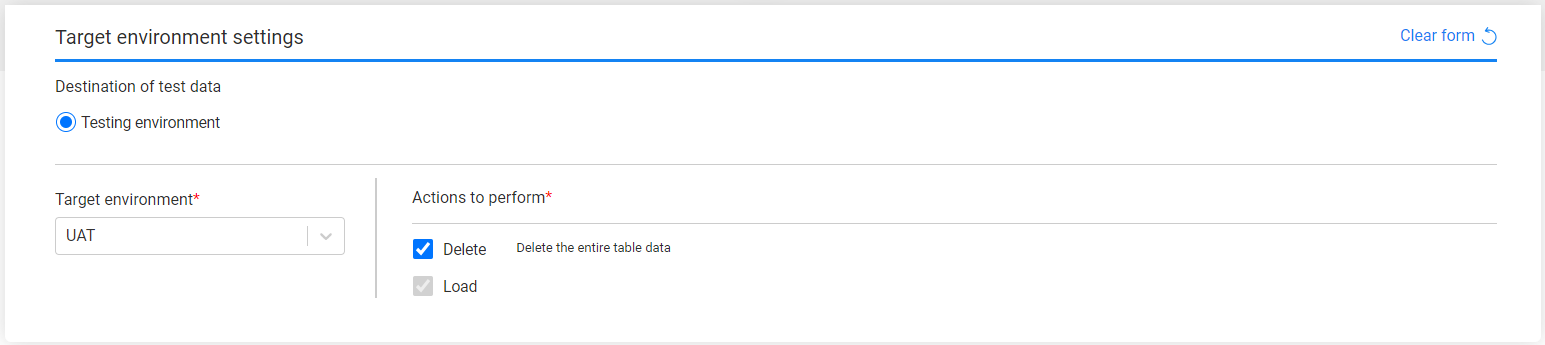 Target environment settings
Clear form
Destination of test data
Testing environment
Target environment*
UAT
Actions to perform*
Delete Delete the entire table data
Load